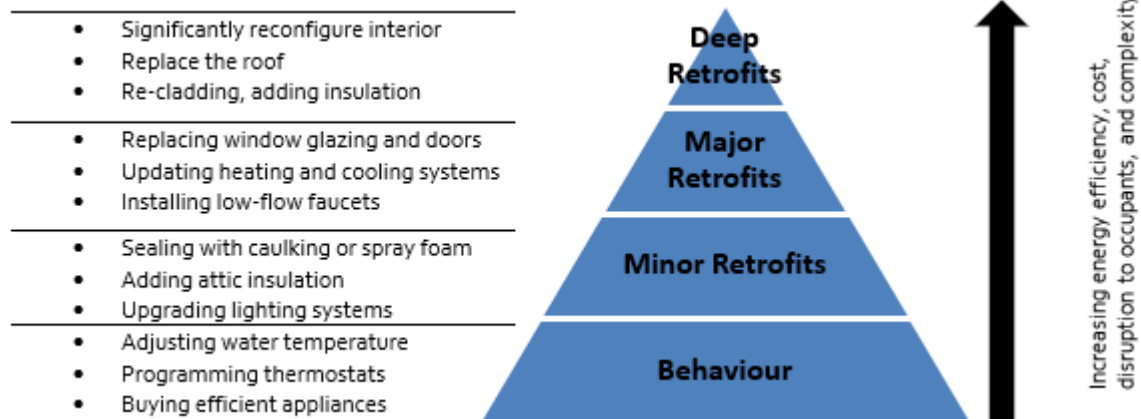 Significantly reconfigure interior
Replace the roof
Re-cladding, adding insulation
Replacing window glazing and doors
Updating heating and cooling systems
Installing low-flow faucets
Sealing with caulking or spray foam
Adding attic insulation
Upgrading lighting systems
Adjusting water temperature
Programming thermostats
Buying efficient appliances
Deep
Retrofits
Major
Retrofits
Minor Retrofits
Behaviour
Increasing energy efficiency, cost,
disruption to occupants, and complexity